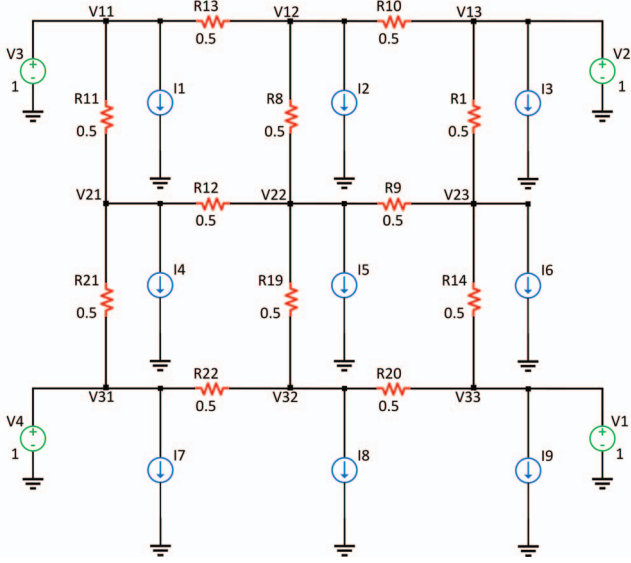 V11 R13 V12 R10 V13
0.5 0.5
V3 + - 1
V2 + - 1
R11 0.5
I1
R8 0.5
I2
R1 0.5
I3
V21 R12 V22 R9 V23
0.5 0.5
R21 0.5
I4
R19 0.5
I5
R14 0.5
I6
R22 R20
V31 0.5 V32 0.5 V33
V4 + - 1
V1 + - 1
I7 I8 I9